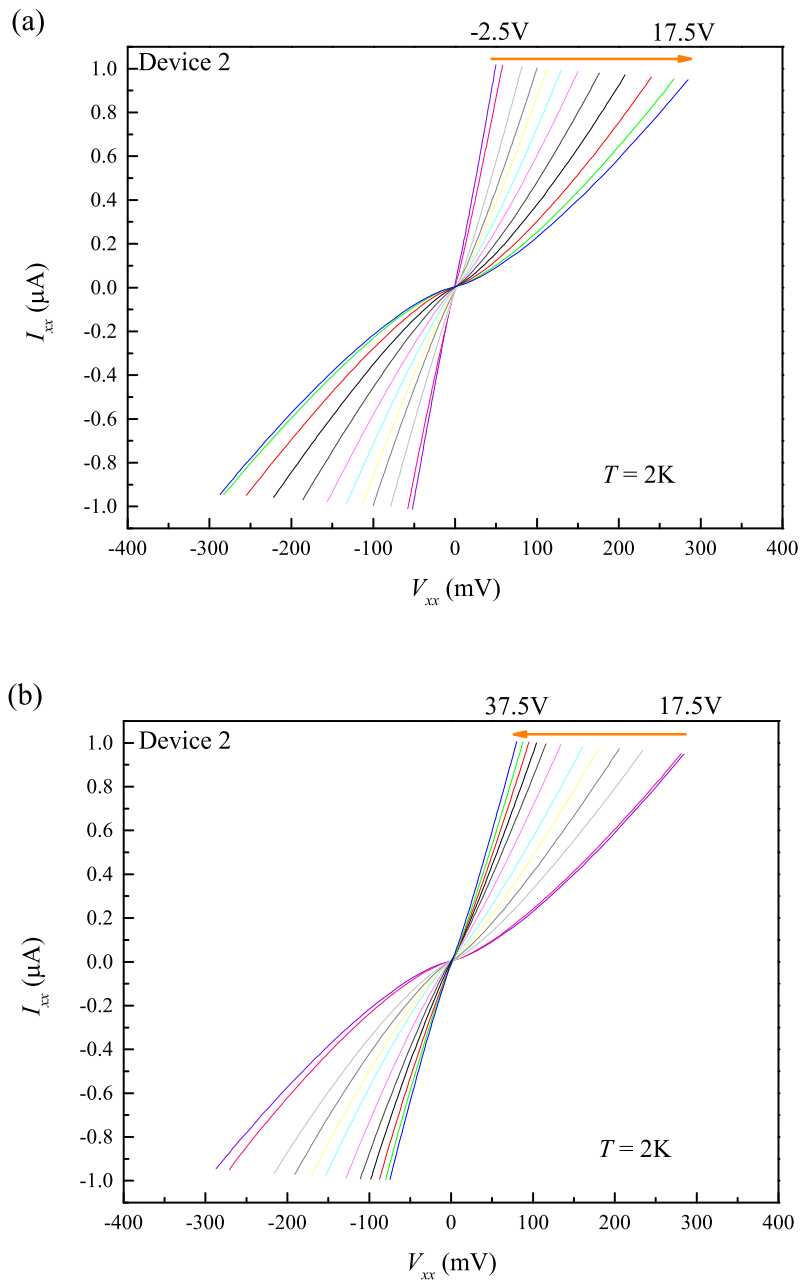 (a)
-2.5V 17.5V
Device 2
1.0
0.8
0.6
0.4
0.2
0.0
-0.2
-0.4
-0.6
-0.8
-1.0
I_xx (μA)
T = 2K
-400 -300 -200 -100 0 100 200 300 400
V_xx (mV)
(b)
37.5V 17.5V
Device 2
1.0
0.8
0.6
0.4
0.2
0.0
-0.2
-0.4
-0.6
-0.8
-1.0
I_xx (μA)
T = 2K
-400 -300 -200 -100 0 100 200 300 400
V_xx (mV)